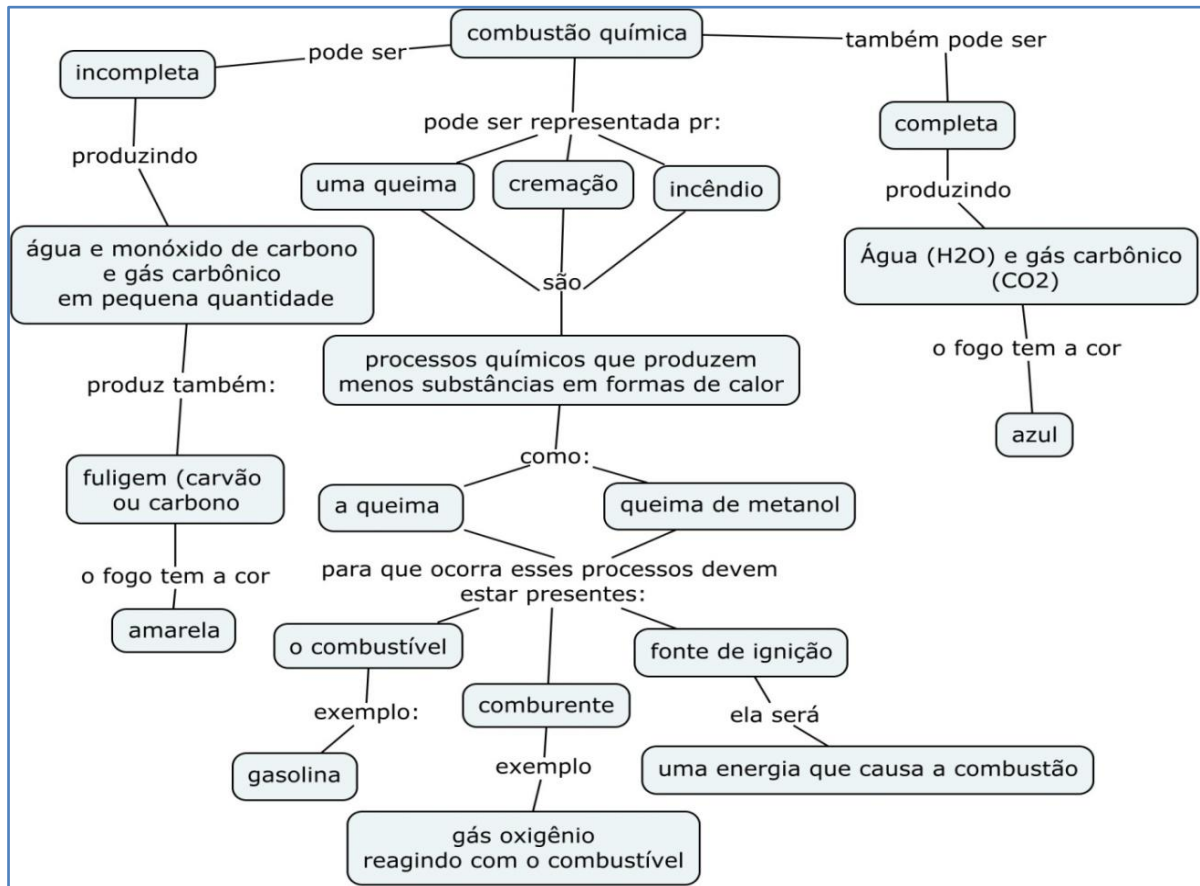 combustão química
pode ser
também pode ser
incompleta
completa
pode ser representada pr:
produzindo
produzindo
uma queima
cremação
incêndio
água e monóxido de carbono
e gás carbônico
em pequena quantidade
Água (H2O) e gás carbônico
(CO2)
são
o fogo tem a cor
processos químicos que produzem
menos substâncias em formas de calor
produz também:
azul
como:
fuligem (carvão
ou carbono
a queima
queima de metanol
o fogo tem a cor
para que ocorra esses processos devem
estar presentes:
amarela
o combustível
fonte de ignição
exemplo:
comburente
ela será
gasolina
exemplo
uma energia que causa a combustão
gás oxigênio
reagindo com o combustível